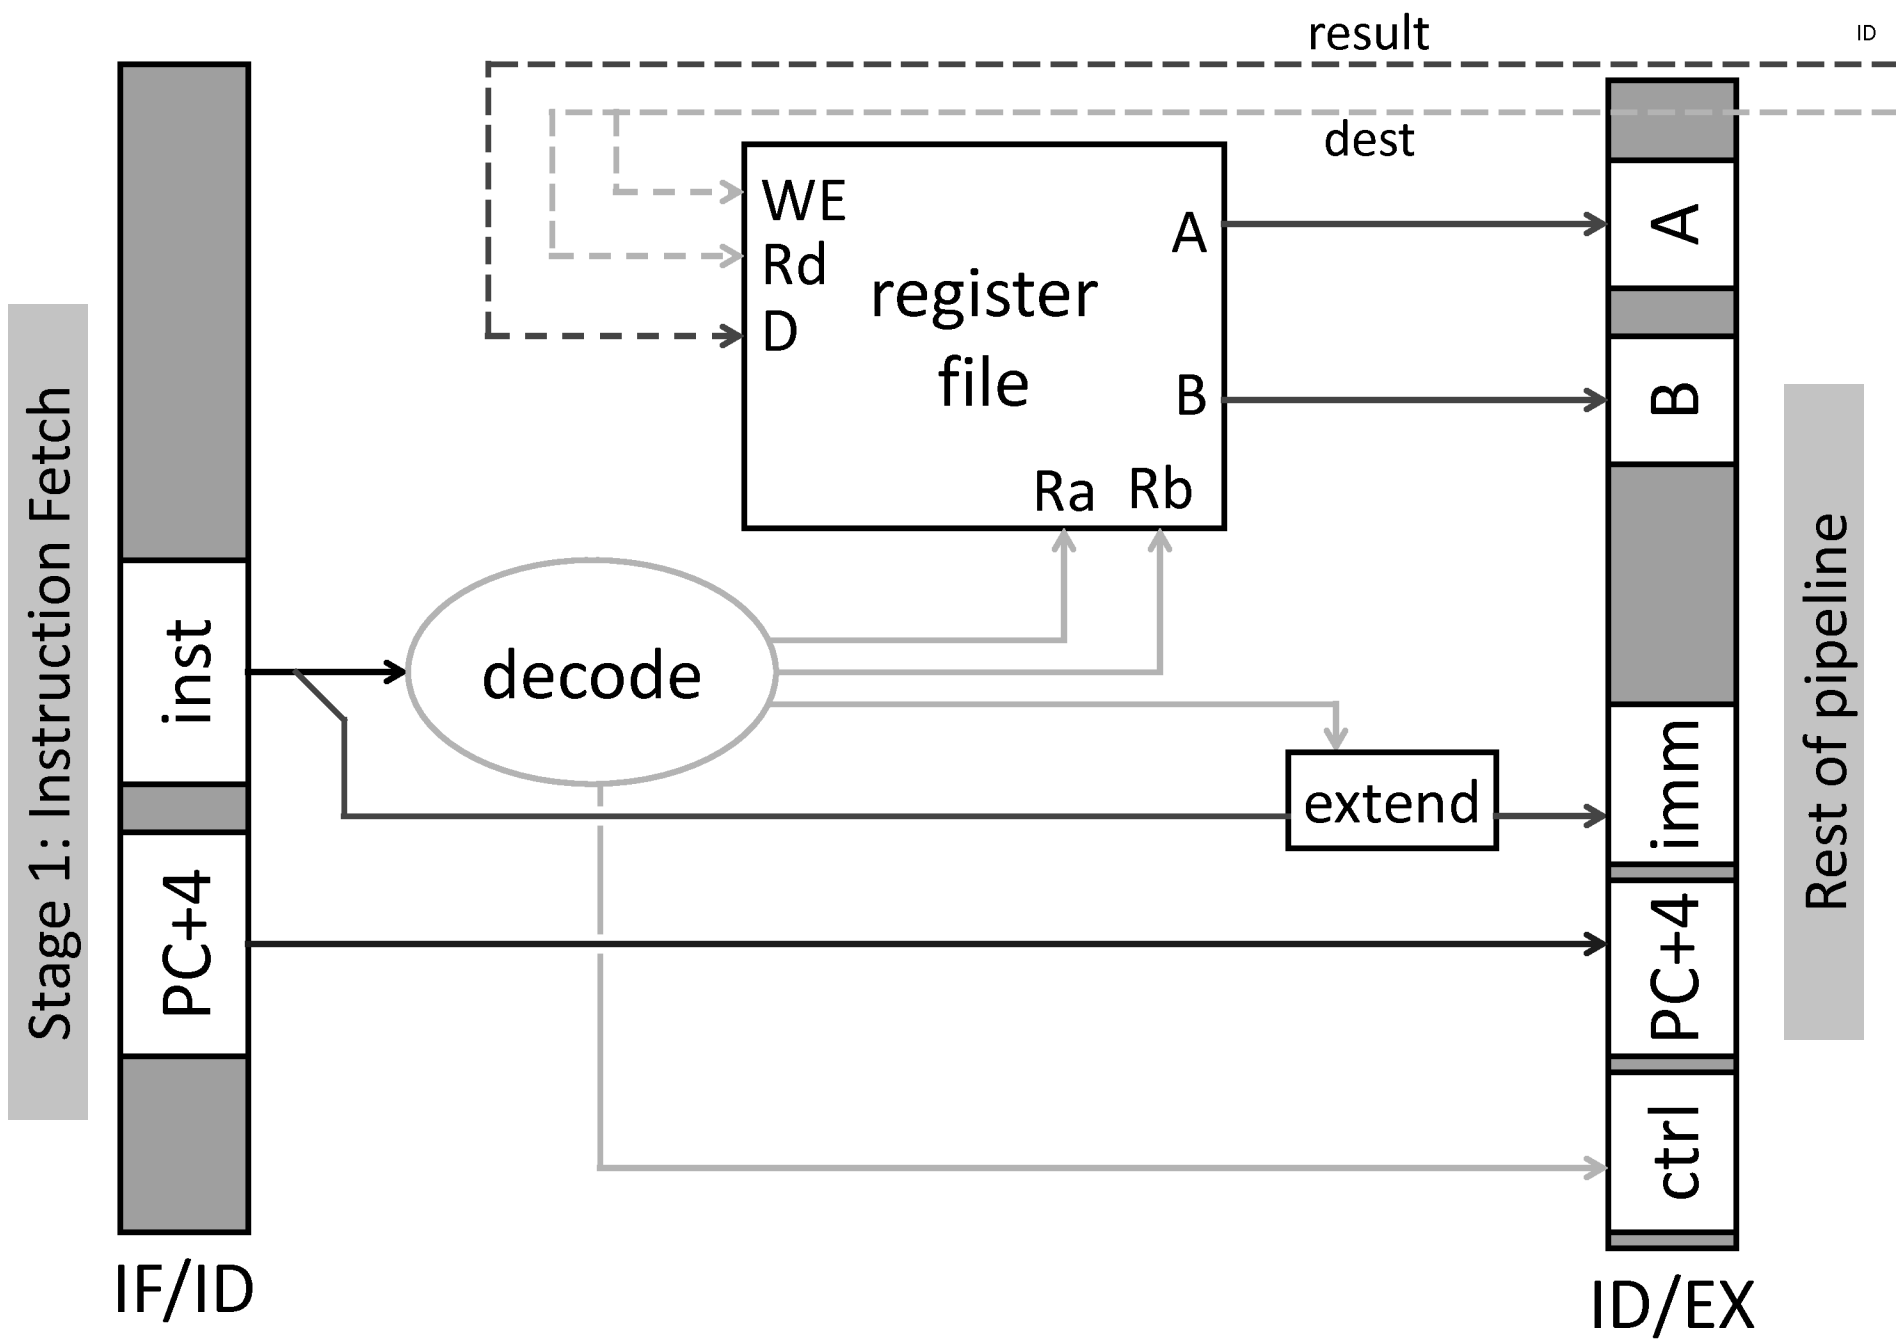 result
ID
dest
WE
Rd
D
register
file
A
B
Ra Rb
A
B
Stage 1: Instruction Fetch
inst
decode
extend
imm
PC+4
PC+4
ctrl
Rest of pipeline
IF/ID
ID/EX